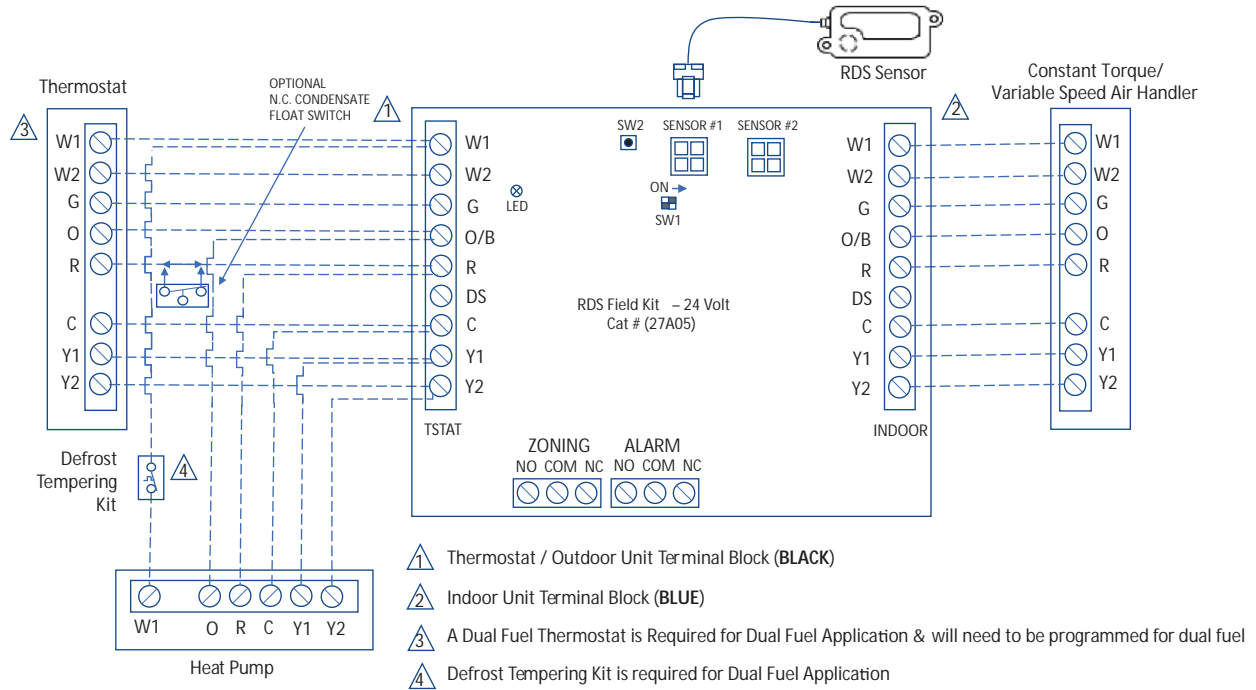 RDS Sensor
Thermostat
OPTIONAL
N.C. CONDENSATE
FLOAT SWITCH
Constant Torque/
Variable Speed Air Handler
3
1
2
W1
W2
G
O
R
C
Y1
Y2
W1
W2
G
O/B
R
DS
C
Y1
Y2
TSTAT
SW2
SENSOR #1
SENSOR #2
LED
ON
SW1
RDS Field Kit – 24 Volt
Cat # (27A05)
W1
W2
G
O/B
R
DS
C
Y1
Y2
INDOOR
W1
W2
G
O
R
C
Y1
Y2
ZONING
NO COM NC
ALARM
NO COM NC
Defrost
Tempering
Kit
4
W1 O R C Y1 Y2
Heat Pump
1 Thermostat / Outdoor Unit Terminal Block (BLACK)
2 Indoor Unit Terminal Block (BLUE)
3 A Dual Fuel Thermostat is Required for Dual Fuel Application & will need to be programmed for dual fuel
4 Defrost Tempering Kit is required for Dual Fuel Application